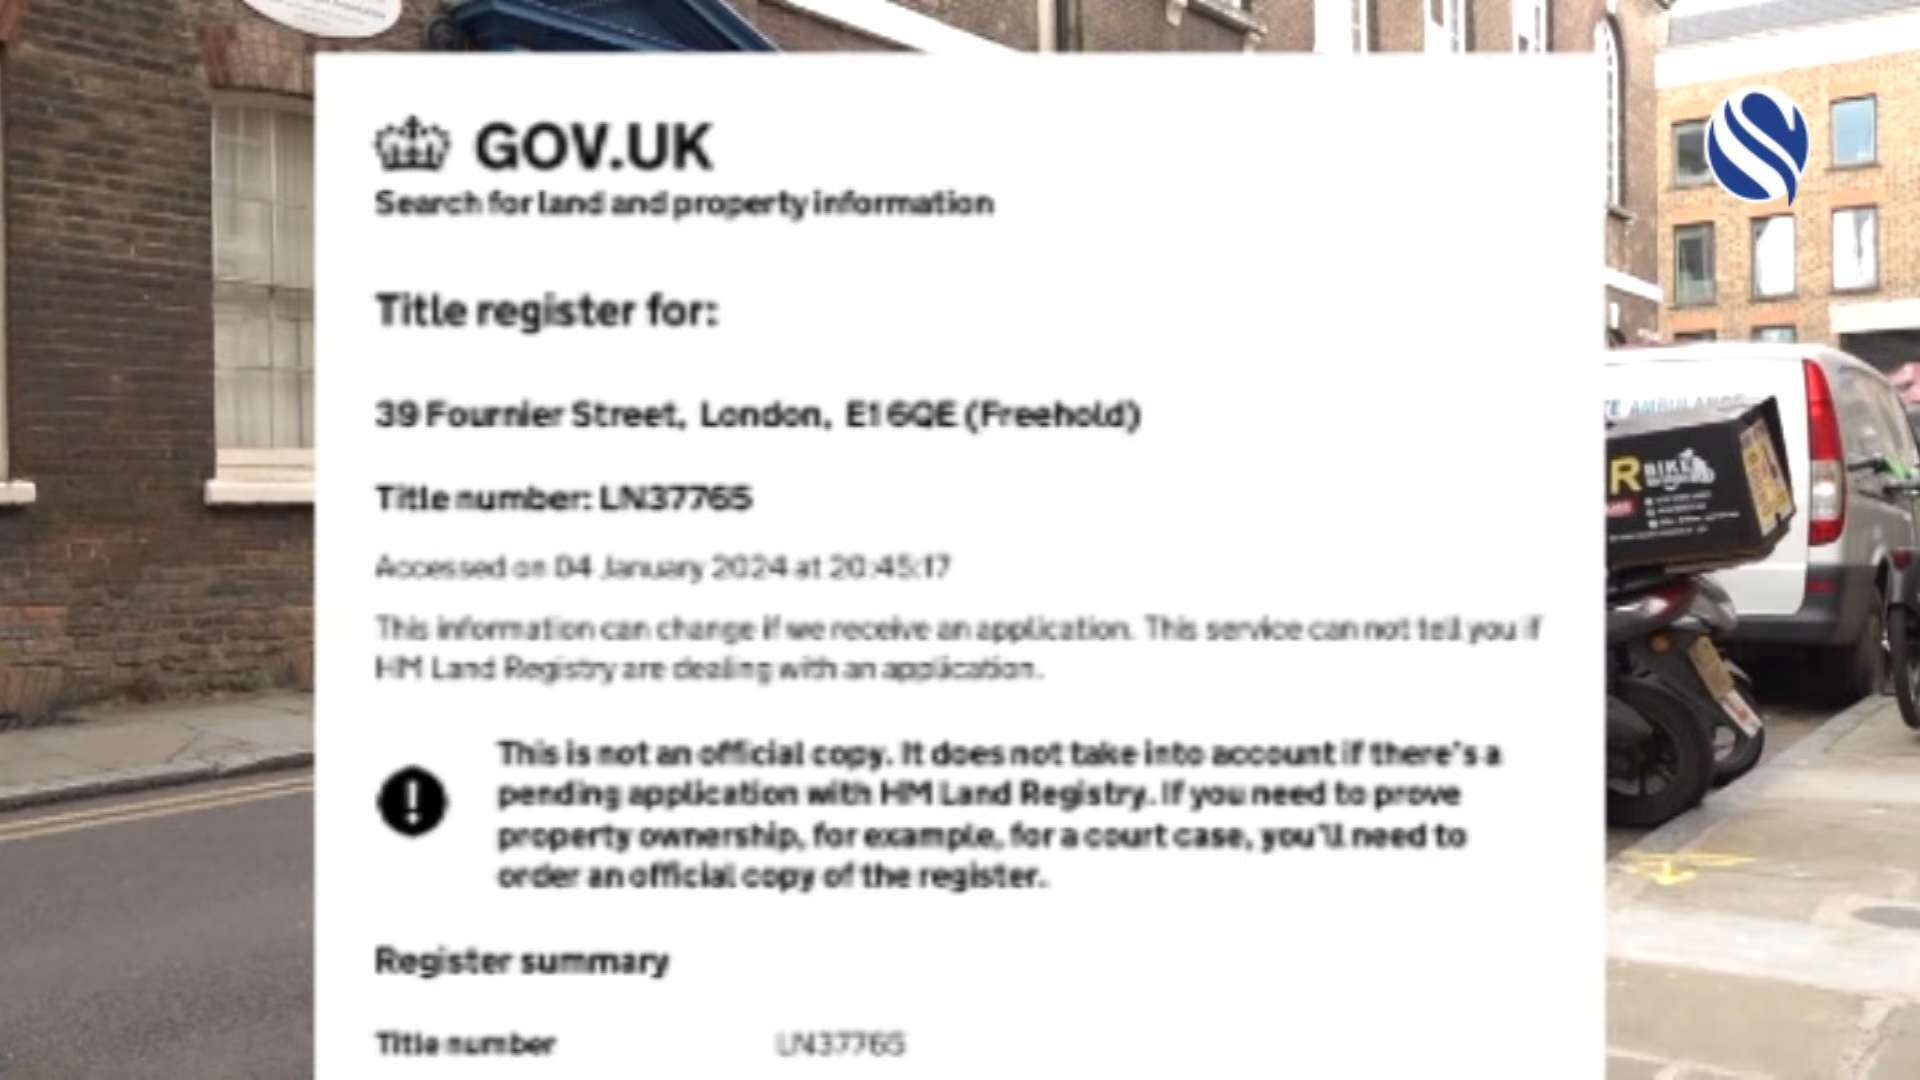 GOV.UK
Search for land and property information
Title register for:
39 Fournier Street, London, E1 6QE (Freehold)
Title number: LN37765
Accessed on 04 January 2024 at 20:45:17
This information can change if we receive an application. This service can not tell you if
HM Land Registry are dealing with an application.
This is not an official copy. It does not take into account if there's a
pending application with HM Land Registry. If you need to prove
property ownership, for example, for a court case, you'll need to
order an official copy of the register.
Register summary
Title number LN37765
AMBULANCE
R BIKE